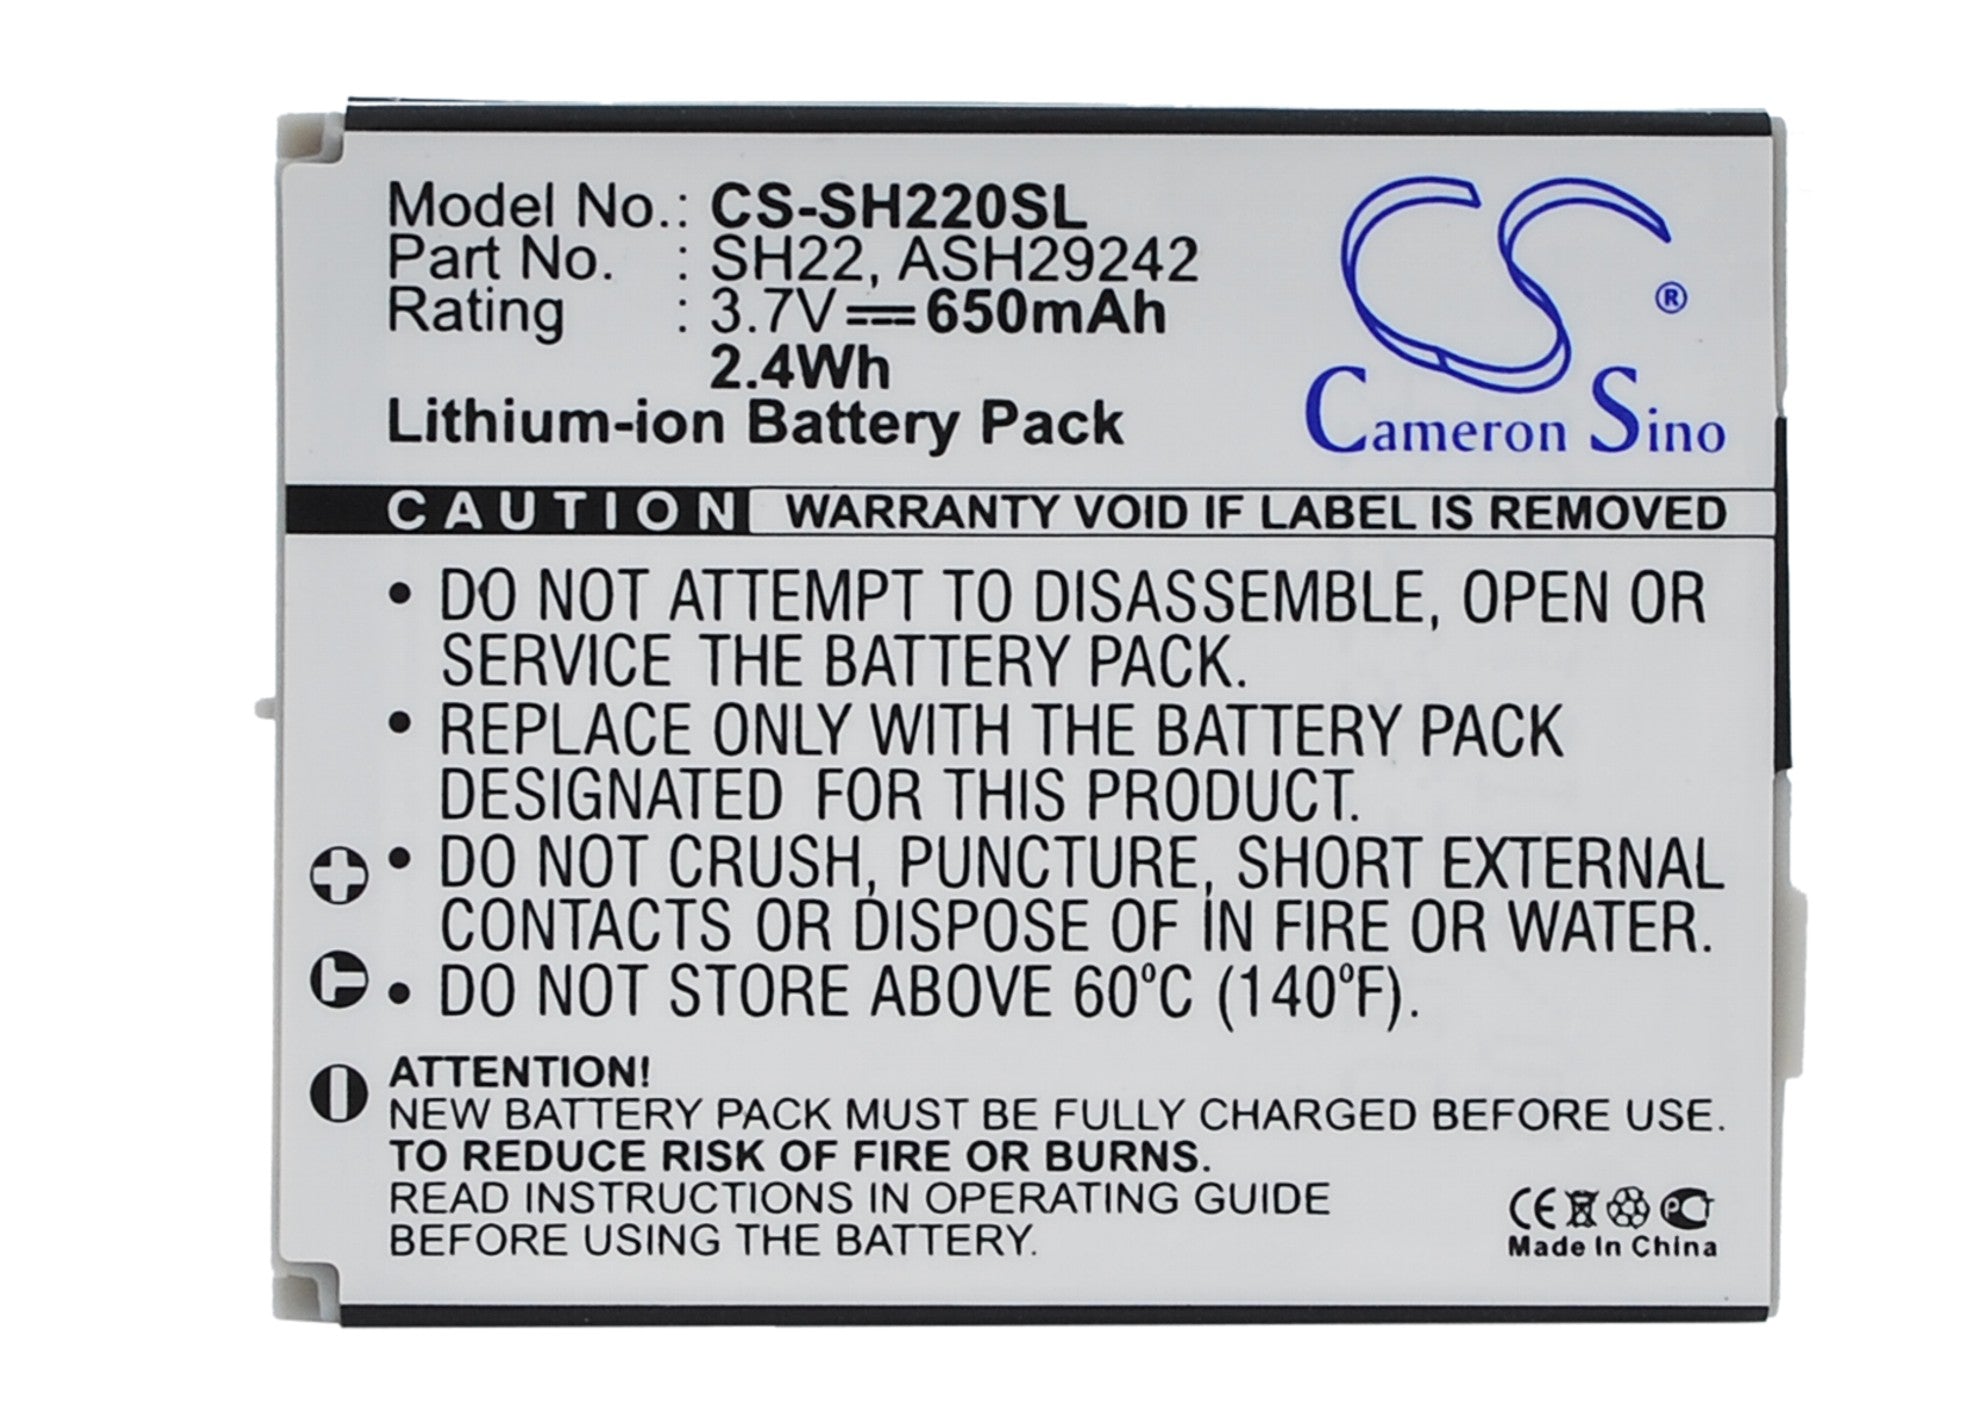 Model No.: CS-SH220SL
Part No. : SH22, ASH29242
Rating : 3.7V 650mAh
2.4Wh
Lithium-ion Battery Pack
CS ®
Cameron Sino
CAUTION WARRANTY VOID IF LABEL IS REMOVED
• DO NOT ATTEMPT TO DISASSEMBLE, OPEN OR
SERVICE THE BATTERY PACK.
• REPLACE ONLY WITH THE BATTERY PACK
DESIGNATED FOR THIS PRODUCT.
• DO NOT CRUSH, PUNCTURE, SHORT EXTERNAL
CONTACTS OR DISPOSE OF IN FIRE OR WATER.
• DO NOT STORE ABOVE 60°C (140°F).
+
T
-
ATTENTION!
NEW BATTERY PACK MUST BE FULLY CHARGED BEFORE USE.
TO REDUCE RISK OF FIRE OR BURNS.
READ INSTRUCTIONS IN OPERATING GUIDE
BEFORE USING THE BATTERY.
CE PCT
Made In China